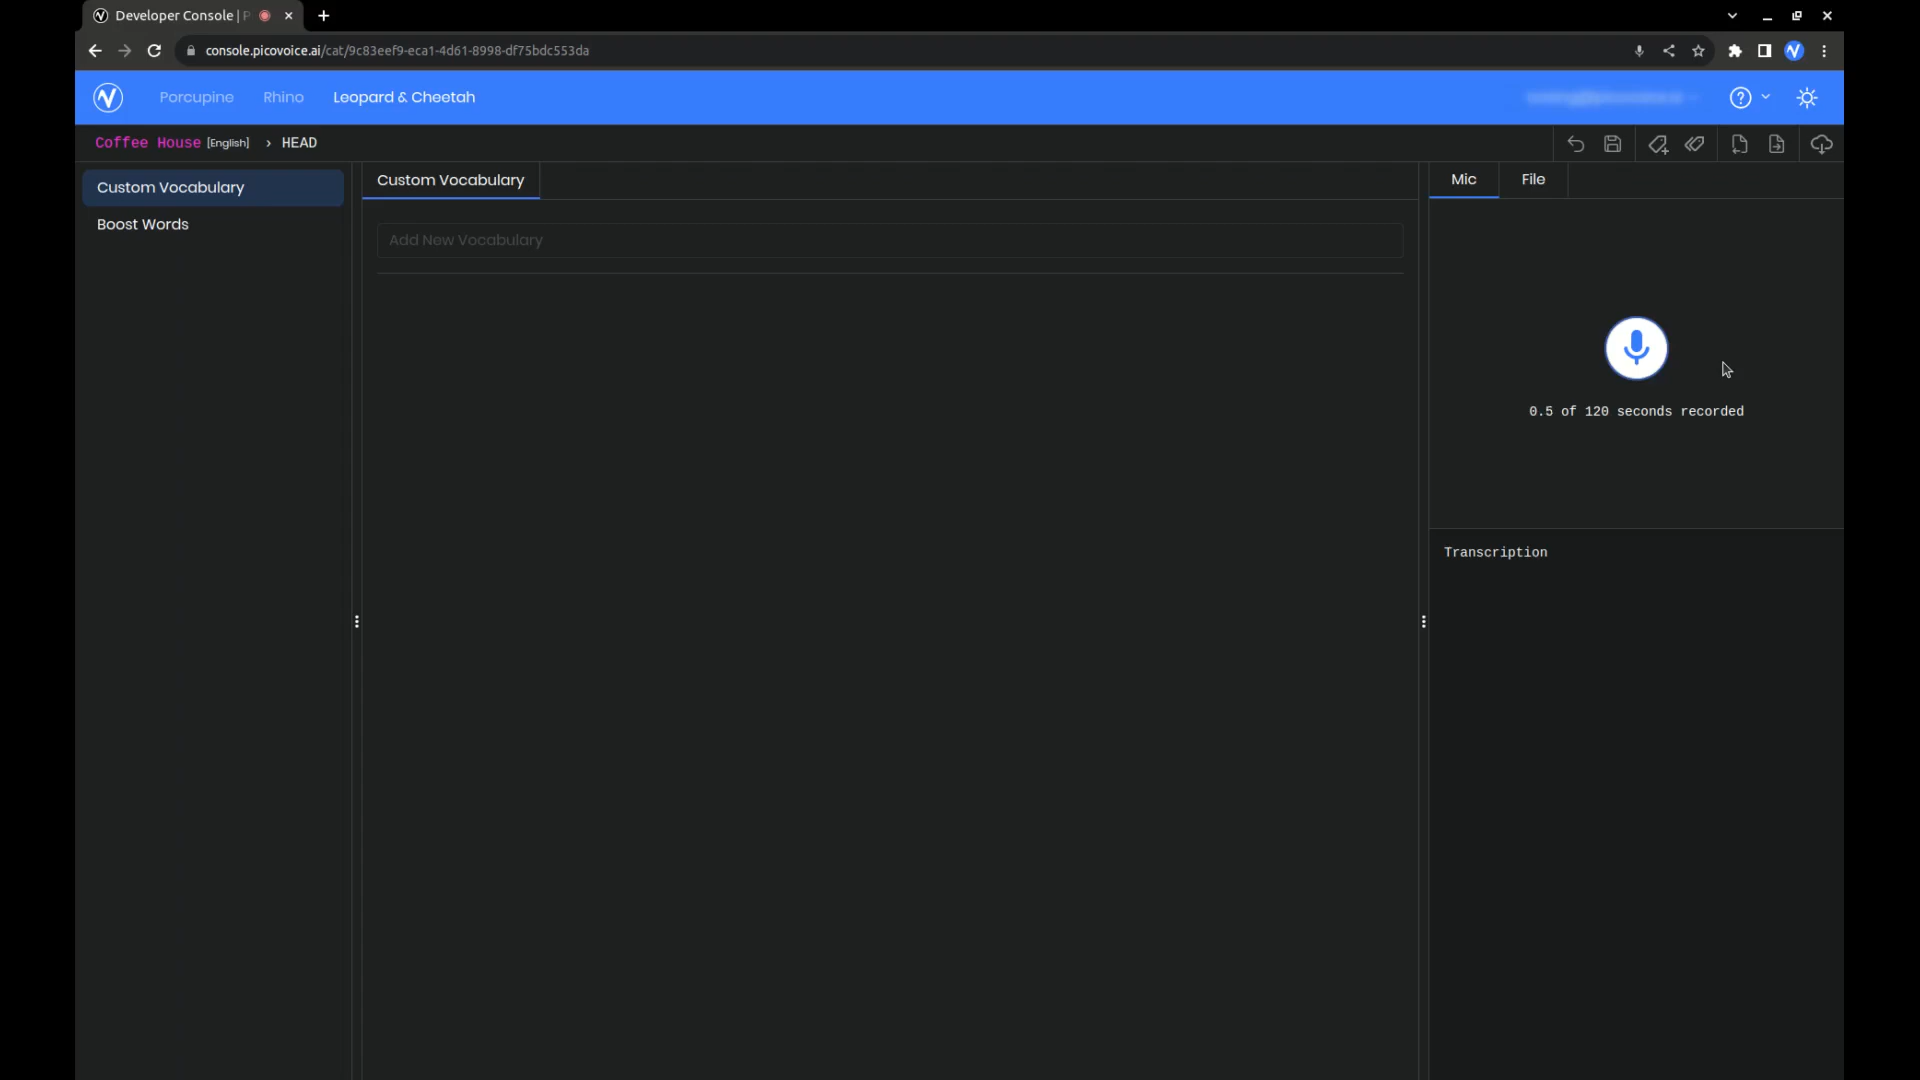 Developer Console | P
console.picovoice.ai/cat/9c83eef9-eca1-4d61-8998-df75bdc553da
Porcupine Rhino Leopard & Cheetah
Coffee House [English] › HEAD
Custom Vocabulary
Boost Words
Custom Vocabulary
Add New Vocabulary
Mic File
0.5 of 120 seconds recorded
Transcription